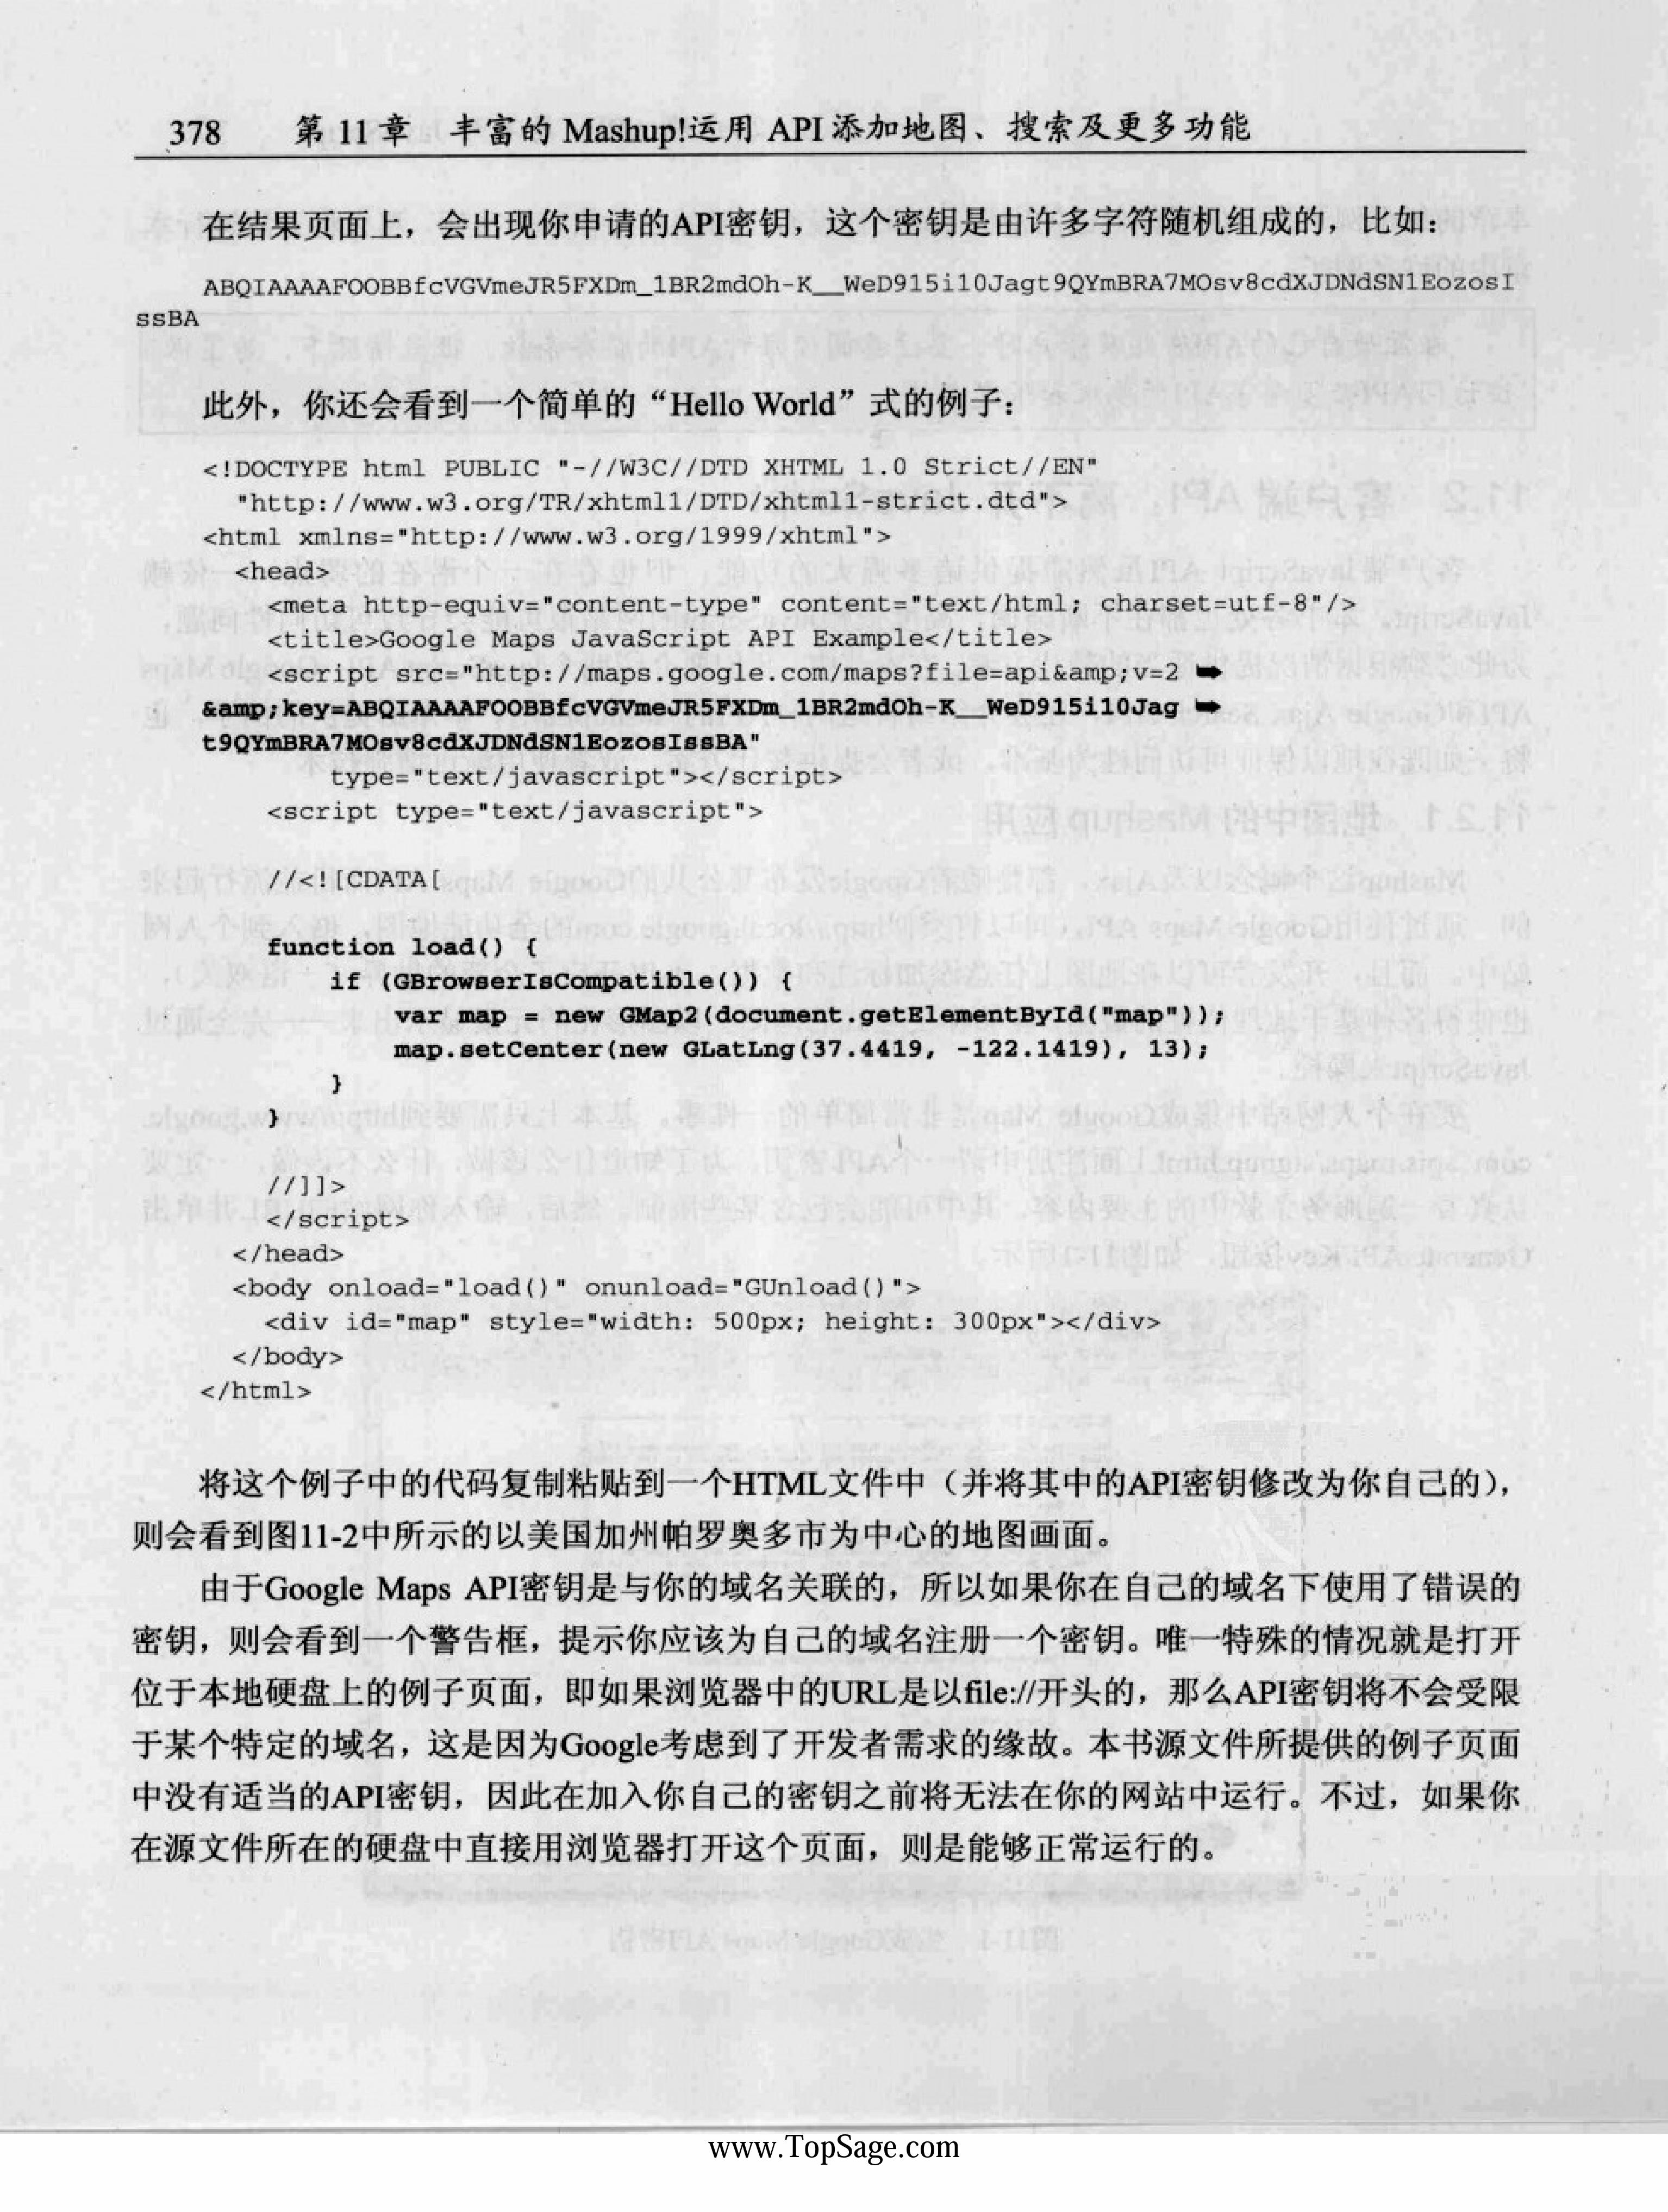 378 第 11 章 丰富的 Mashup!运用 API 添加地图、搜索及更多功能
在结果页面上，会出现你申请的API密钥，这个密钥是由许多字符随机组成的，比如：
ABQIAAAAFOOBBfcVGVmeJR5FXDm_1BR2mdOh-K__WeD915i10Jagt9QYmBRA7MOsv8cdXJDNdSN1EozosI
ssBA
此外，你还会看到一个简单的“Hello World”式的例子：
<!DOCTYPE html PUBLIC "-//W3C//DTD XHTML 1.0 Strict//EN"
"http://www.w3.org/TR/xhtml1/DTD/xhtml1-strict.dtd">
<html xmlns="http://www.w3.org/1999/xhtml">
<head>
<meta http-equiv="content-type" content="text/html; charset=utf-8"/>
<title>Google Maps JavaScript API Example</title>
<script src="http://maps.google.com/maps?file=api&amp;v=2 ➥
&amp;key=ABQIAAAAFOOBBfcVGVmeJR5FXDm_1BR2mdOh-K__WeD915i10Jag ➥
t9QYmBRA7MOsv8cdXJDNdSN1EozosIssBA"
type="text/javascript"></script>
<script type="text/javascript">
//<![CDATA[
function load() {
if (GBrowserIsCompatible()) {
var map = new GMap2(document.getElementById("map"));
map.setCenter(new GLatLng(37.4419, -122.1419), 13);
}
}
//]]>
</script>
</head>
<body onload="load()" onunload="GUnload()">
<div id="map" style="width: 500px; height: 300px"></div>
</body>
</html>
将这个例子中的代码复制粘贴到一个HTML文件中（并将其中的API密钥修改为你自己的），
则会看到图11-2中所示的以美国加州帕罗奥多市为中心的地图画面。
由于Google Maps API密钥是与你的域名关联的，所以如果你在自己的域名下使用了错误的
密钥，则会看到一个警告框，提示你应该为自己的域名注册一个密钥。唯一特殊的情况就是打开
位于本地硬盘上的例子页面，即如果浏览器中的URL是以file://开头的，那么API密钥将不会受限
于某个特定的域名，这是因为Google考虑到了开发者需求的缘故。本书源文件所提供的例子页面
中没有适当的API密钥，因此在加入你自己的密钥之前将无法在你的网站中运行。不过，如果你
在源文件所在的硬盘中直接用浏览器打开这个页面，则是能够正常运行的。
www.TopSage.com